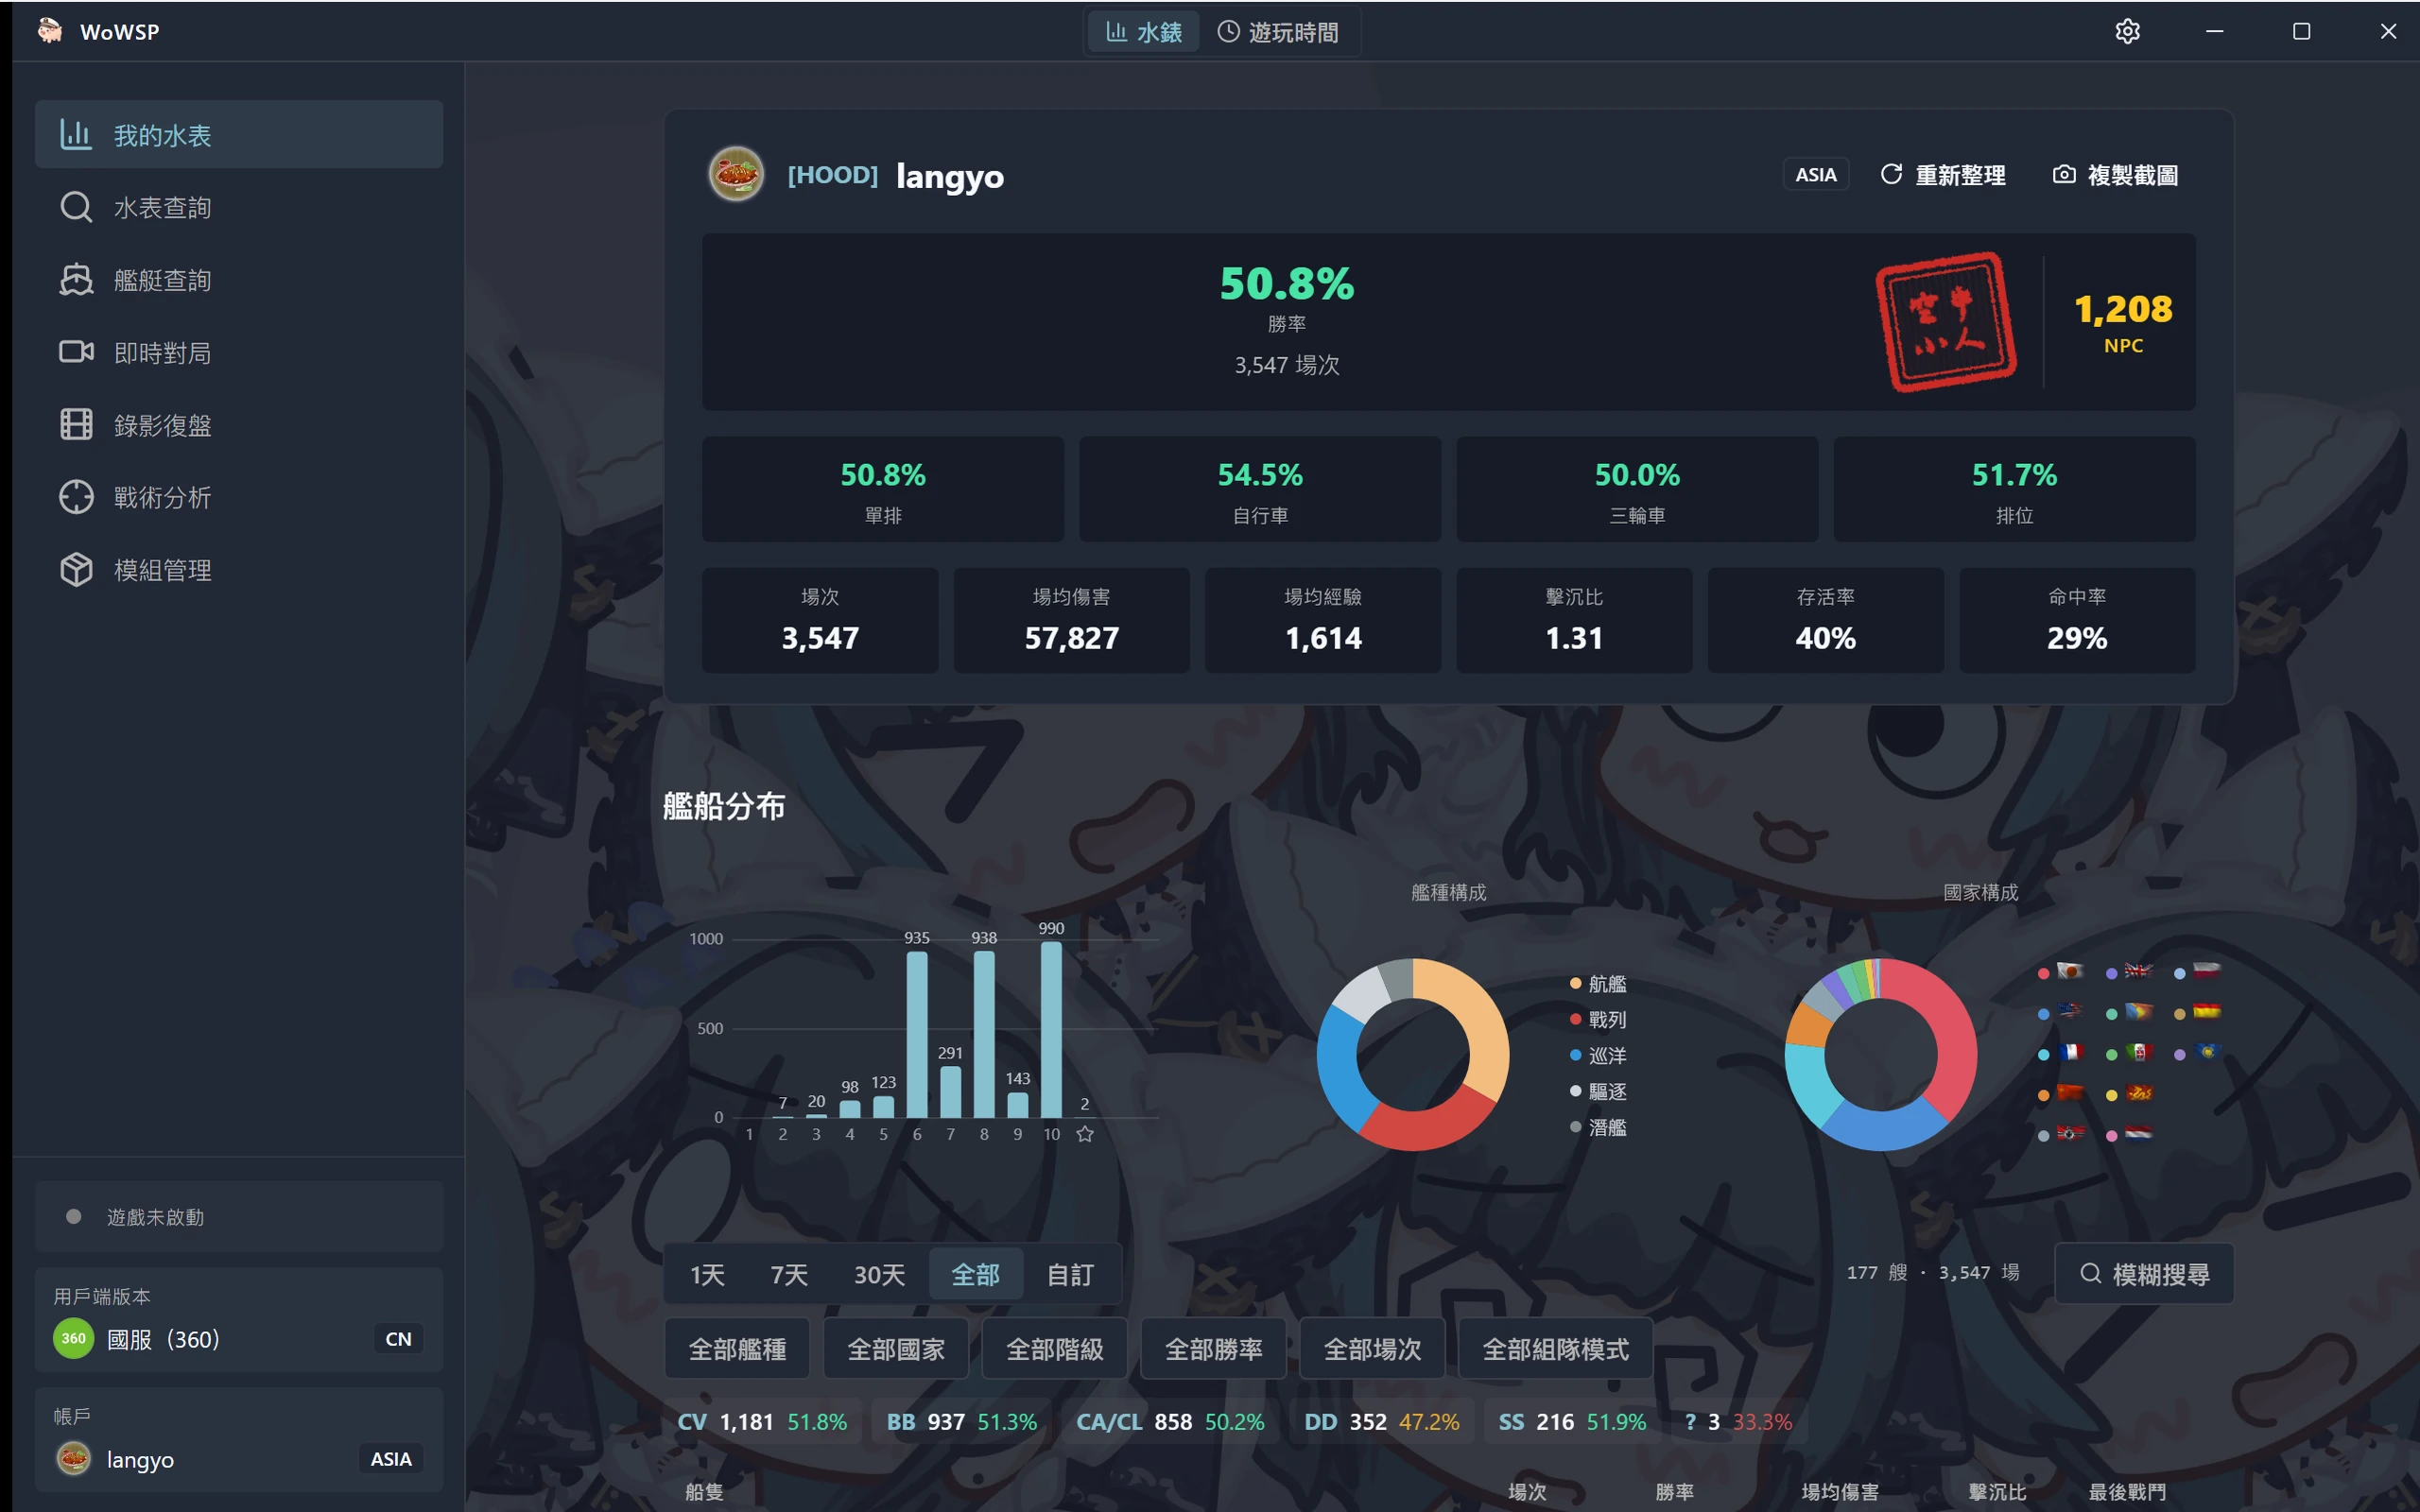 WoWSP
水錶
遊玩時間
我的水表
水表查詢
艦艇查詢
即時對局
錄影復盤
戰術分析
模組管理
遊戲未啟動
用戶端版本
360
國服（360）
CN
帳戶
langyo
ASIA
[HOOD] langyo
ASIA
重新整理
複製截圖
50.8%
勝率
3,547 場次
空手
小人
1,208
NPC
50.8%
單排
54.5%
自行車
50.0%
三輪車
51.7%
排位
場次
3,547
場均傷害
57,827
場均經驗
1,614
擊沉比
1.31
存活率
40%
命中率
29%
艦船分布
1000
500
0
7
20
98
123
935
291
938
143
990
2
1 2 3 4 5 6 7 8 9 10
艦種構成
航艦
戰列
巡洋
驅逐
潛艦
國家構成
1天 7天 30天 全部 自訂
177 艘 · 3,547 場
模糊搜尋
全部艦種 全部國家 全部階級 全部勝率 全部場次 全部組隊模式
CV 1,181 51.8% BB 937 51.3% CA/CL 858 50.2% DD 352 47.2% SS 216 51.9% ? 3 33.3%
船隻 場次 勝率 場均傷害 擊沉比 最後戰鬥